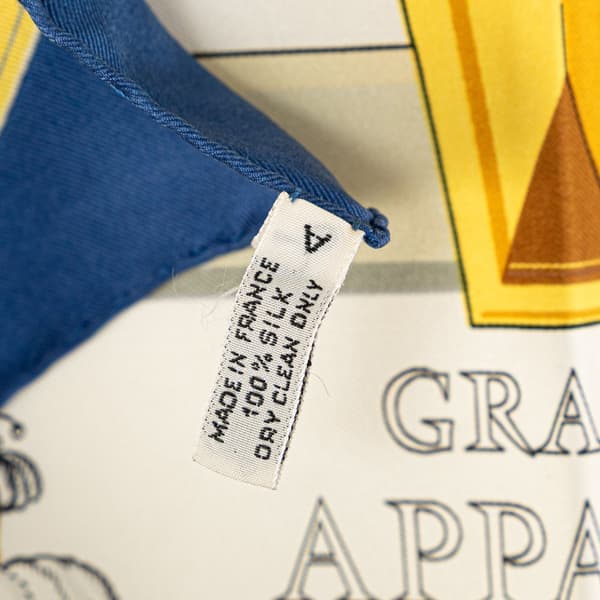 A
MADE IN FRANCE
100% SILK
DRY CLEAN ONLY
GRA
APPA